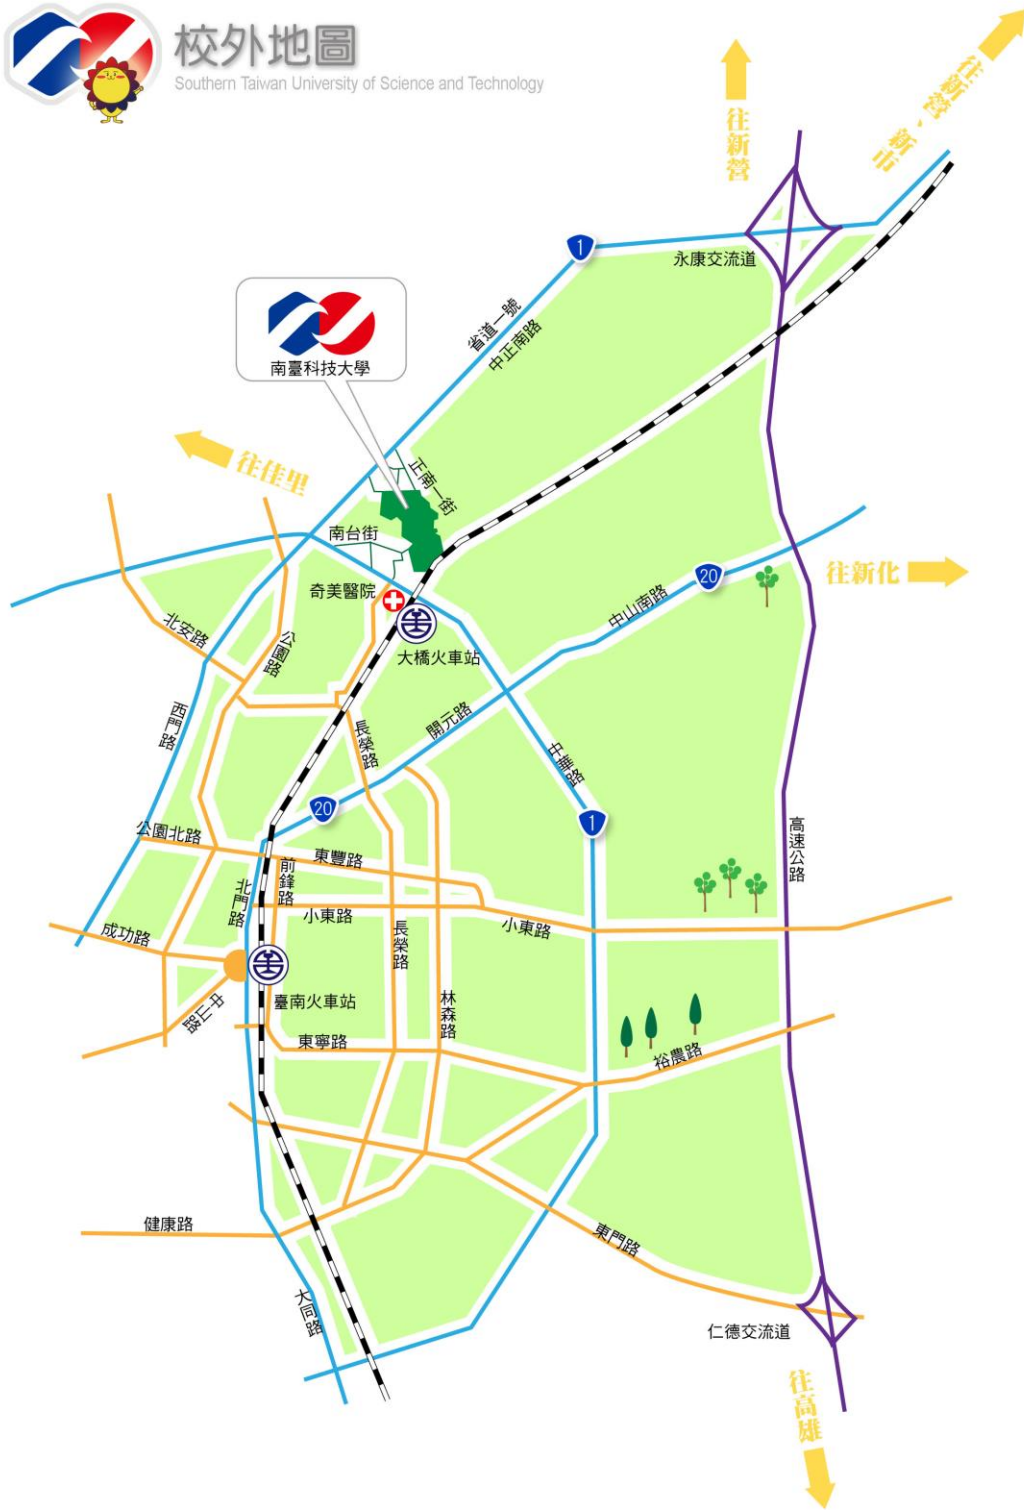 校外地圖
Southern Taiwan University of Science and Technology
往新營
往新營、新市
1
永康交流道
省道一號
中正南路
南臺科技大學
往佳里
正南一街
南台街
奇美醫院
20
往新化
中山南路
大橋火車站
北安路
公園路
西門路
長榮路
開元路
中華路
20
1
高速公路
公園北路
東豐路
前鋒路
北門路
小東路
小東路
成功路
長榮路
臺南火車站
中山路
林森路
東寧路
裕農路
健康路
東門路
大同路
仁德交流道
往高雄